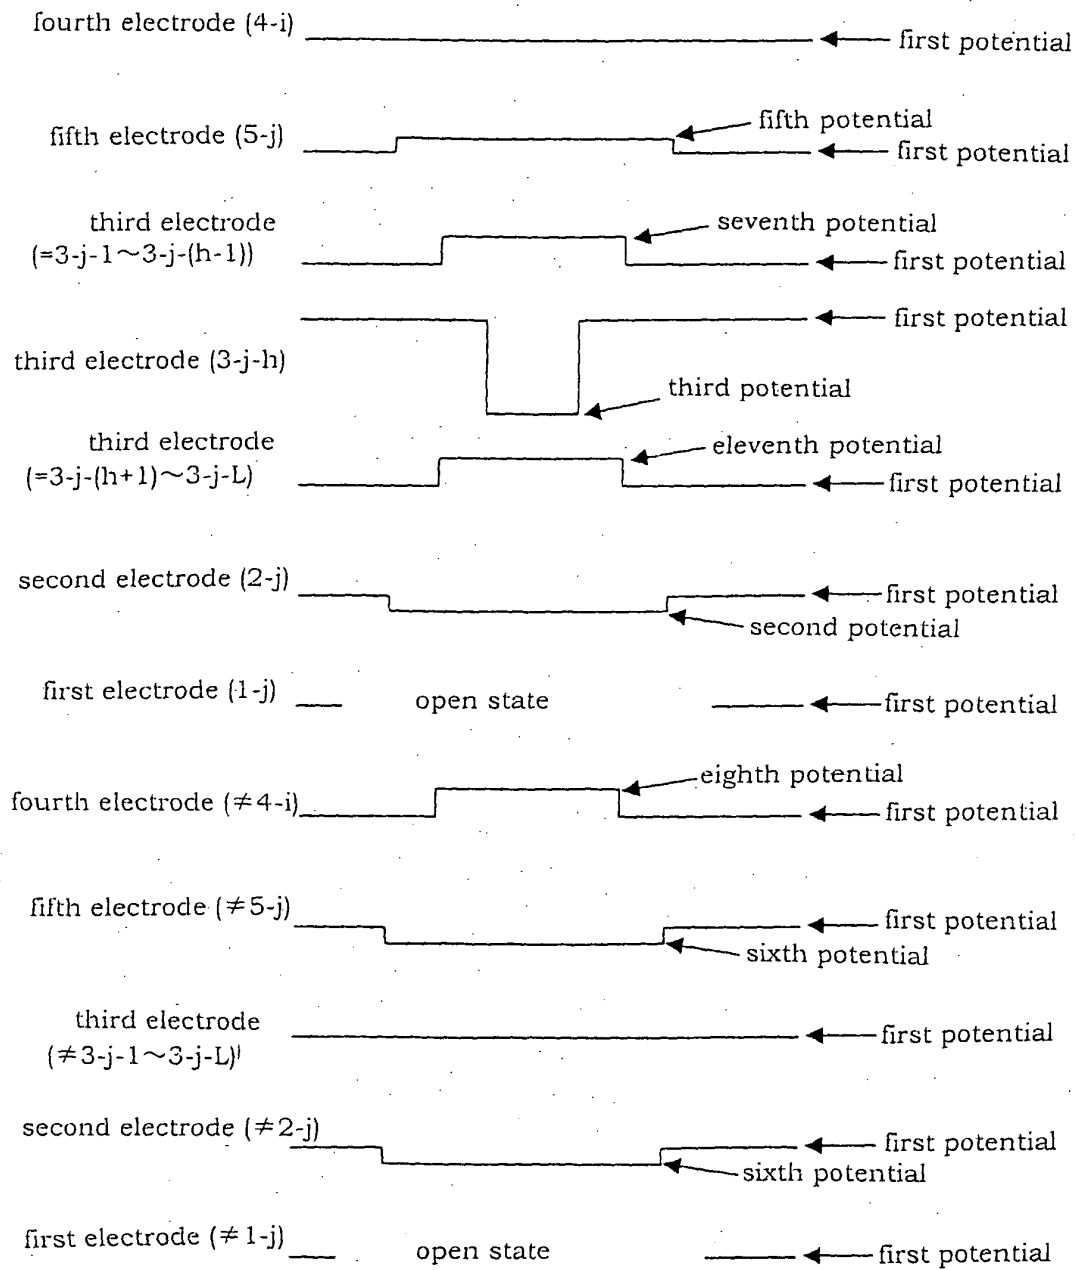 fourth electrode (4-i)
first potential
fifth electrode (5-j)
fifth potential
first potential
third electrode
(=3-j-1～3-j-(h-1))
seventh potential
first potential
first potential
third electrode (3-j-h)
third potential
third electrode
(=3-j-(h+1)～3-j-L)
eleventh potential
first potential
second electrode (2-j)
first potential
second potential
first electrode (1-j)
open state
first potential
fourth electrode (≠4-i)
eighth potential
first potential
fifth electrode (≠5-j)
first potential
sixth potential
third electrode
(≠3-j-1～3-j-L)
first potential
second electrode (≠2-j)
first potential
sixth potential
first electrode (≠1-j)
open state
first potential